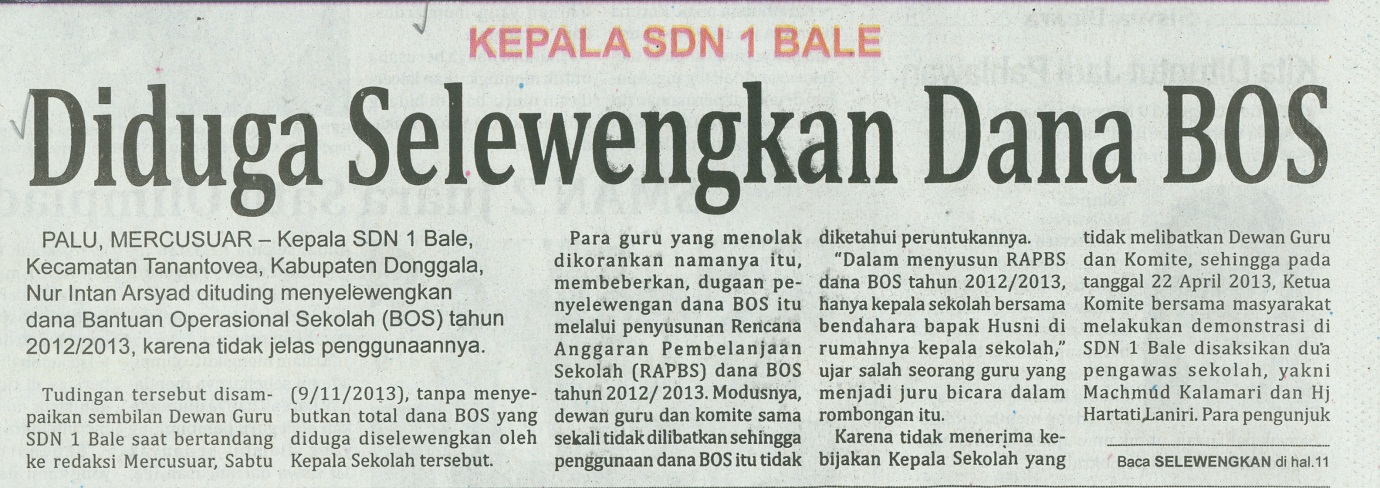 KEPALA SDN 1 BALE
Diduga Selewengkan Dana BOS
PALU, MERCUSUAR – Kepala SDN 1 Bale,
Kecamatan Tanantovea, Kabupaten Donggala,
Nur Intan Arsyad dituding menyelewengkan
dana Bantuan Operasional Sekolah (BOS) tahun
2012/2013, karena tidak jelas penggunaannya.
Tudingan tersebut disam-
paikan sembilan Dewan Guru
SDN 1 Bale saat bertandang
ke redaksi Mercusuar, Sabtu
(9/11/2013), tanpa menye-
butkan total dana BOS yang
diduga diselewengkan oleh
Kepala Sekolah tersebut.
Para guru yang menolak
dikorankan namanya itu,
membeberkan, dugaan pe-
nyelewengan dana BOS itu
melalui penyusunan Rencana
Anggaran Pembelanjaan
Sekolah (RAPBS) dana BOS
tahun 2012/ 2013. Modusnya,
dewan guru dan komite sama
sekali tidak dilibatkan sehingga
penggunaan dana BOS itu tidak
diketahui peruntukannya.
“Dalam menyusun RAPBS
dana BOS tahun 2012/2013,
hanya kepala sekolah bersama
bendahara bapak Husni di
rumahnya kepala sekolah,”
ujar salah seorang guru yang
menjadi juru bicara dalam
rombongan itu.
Karena tidak menerima ke-
bijakan Kepala Sekolah yang
tidak melibatkan Dewan Guru
dan Komite, sehingga pada
tanggal 22 April 2013, Ketua
Komite bersama masyarakat
melakukan demonstrasi di
SDN 1 Bale disaksikan dua
pengawas sekolah, yakni
Machmud Kalamari dan Hj
Hartati,Laniri. Para pengunjuk
Baca SELEWENGKAN di hal.11